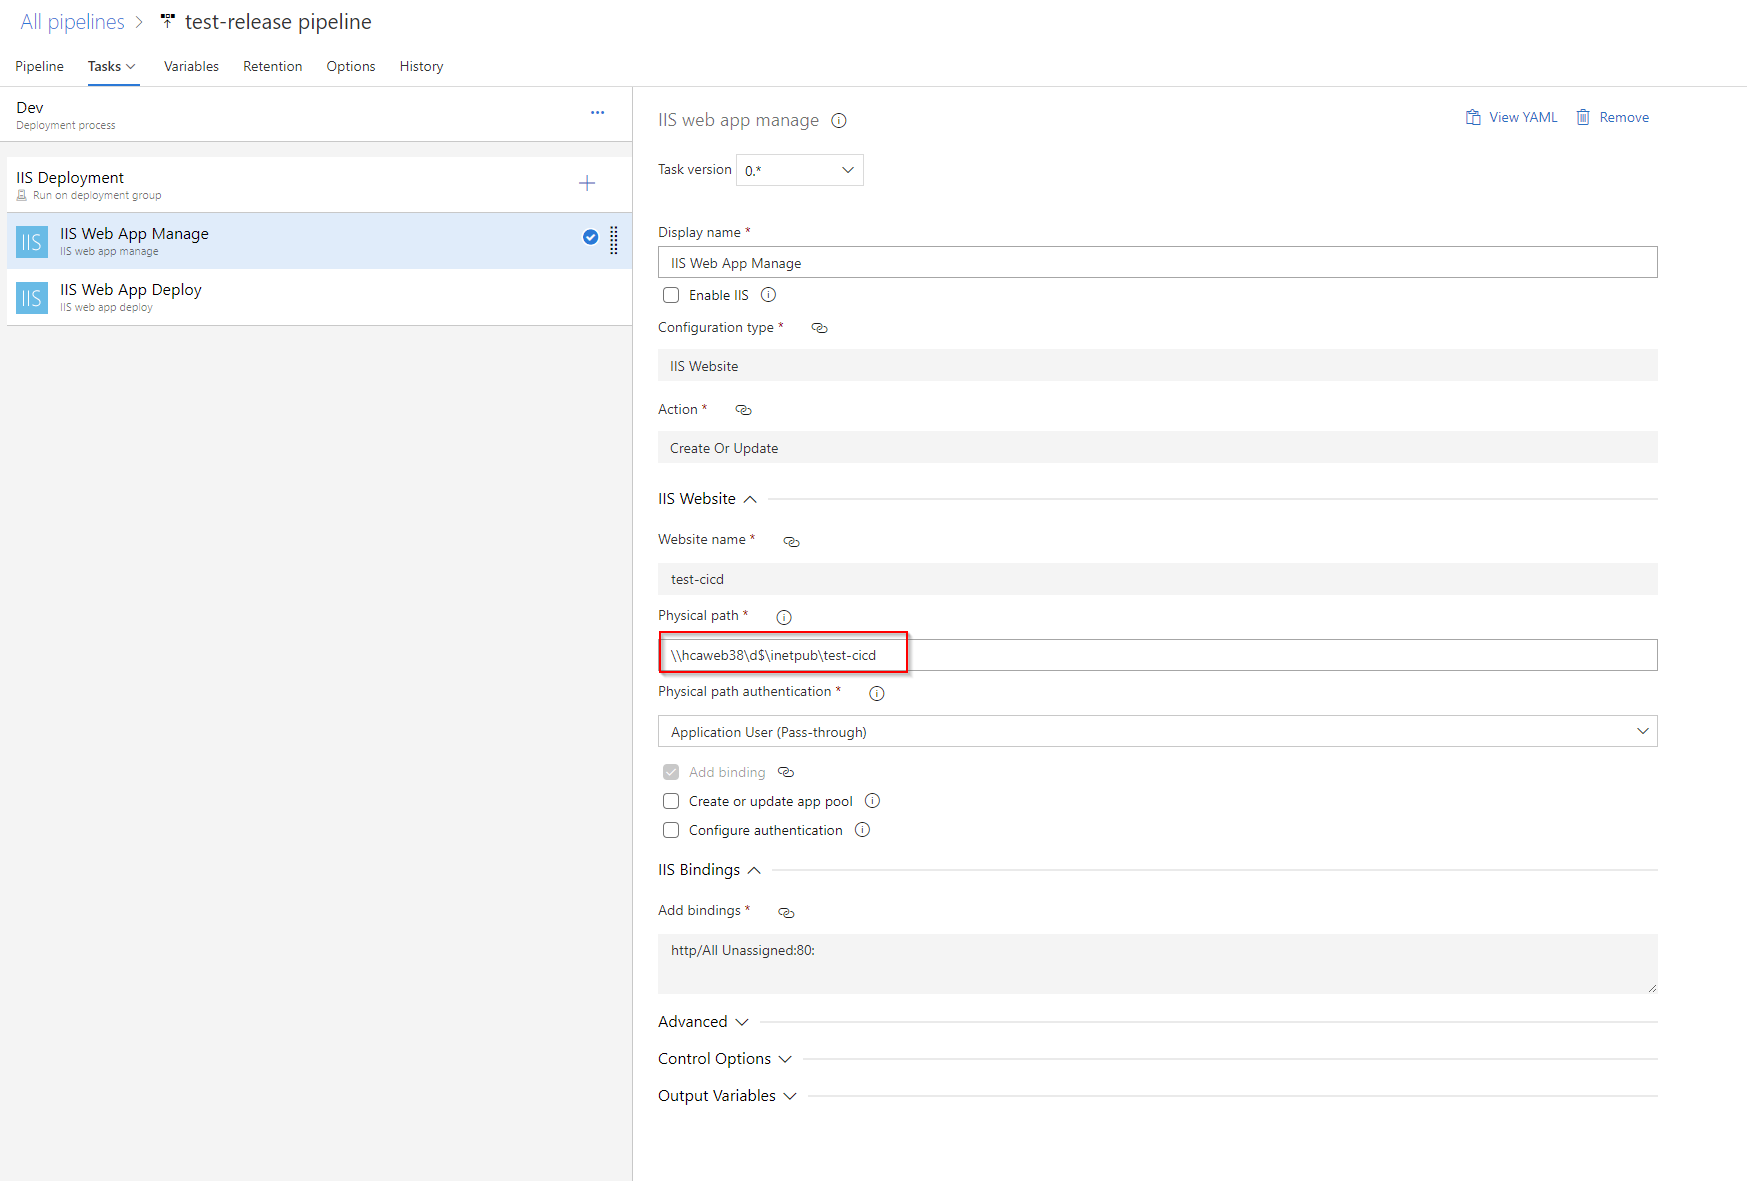 All pipelines > test-release pipeline
Pipeline Tasks Variables Retention Options History
Dev
Deployment process
IIS Deployment
Run on deployment group
IIS IIS Web App Manage
IIS web app manage
IIS IIS Web App Deploy
IIS web app deploy
IIS web app manage
View YAML Remove
Task version 0.*
Display name *
IIS Web App Manage
Enable IIS
Configuration type *
IIS Website
Action *
Create Or Update
IIS Website
Website name *
test-cicd
Physical path *
\\hcaweb38\d$\inetpub\test-cicd
Physical path authentication *
Application User (Pass-through)
Add binding
Create or update app pool
Configure authentication
IIS Bindings
Add bindings *
http/All Unassigned:80:
Advanced
Control Options
Output Variables